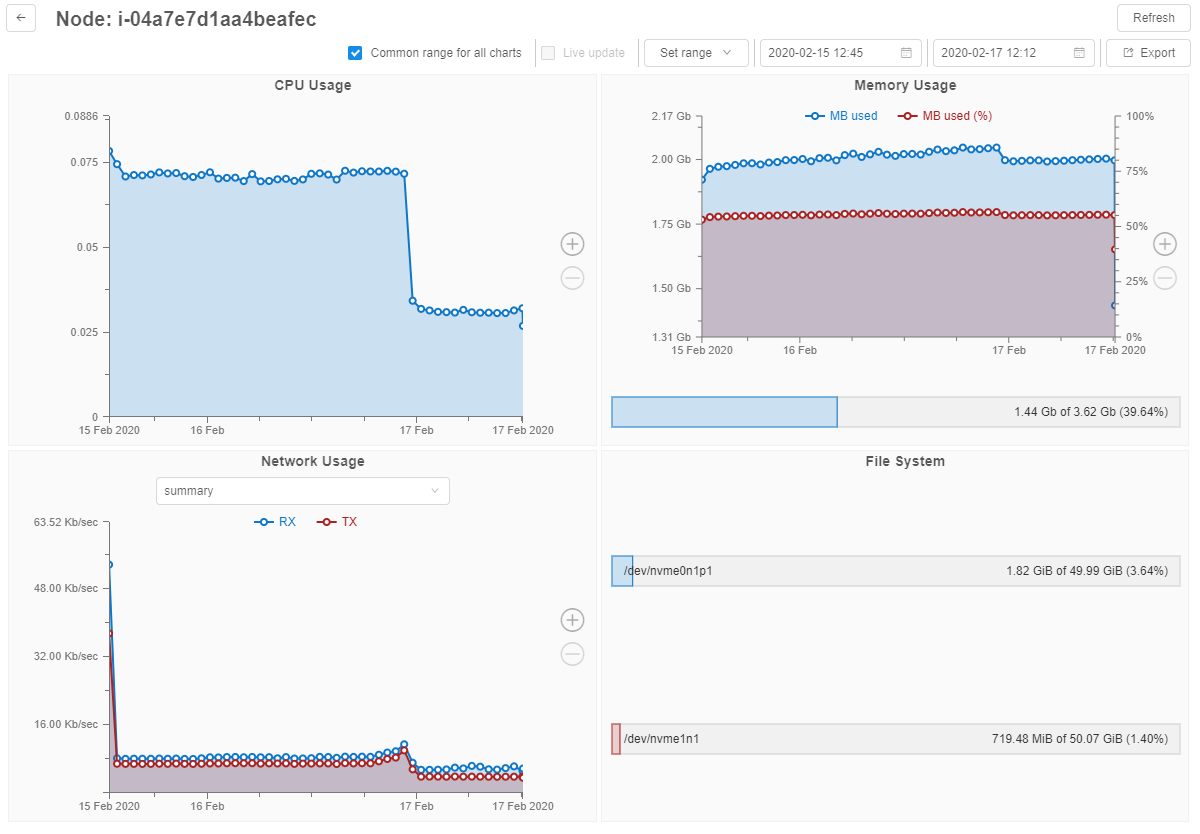 Node: i-04a7e7d1aa4beafec
Refresh
Common range for all charts
Live update
Set range
2020-02-15 12:45
2020-02-17 12:12
Export
CPU Usage
0.0886
0.075
0.05
0.025
0
15 Feb 2020
16 Feb
17 Feb
17 Feb 2020
Memory Usage
MB used
MB used (%)
2.17 Gb
2.00 Gb
1.75 Gb
1.50 Gb
1.31 Gb
100%
75%
50%
25%
0%
15 Feb 2020
16 Feb
17 Feb
17 Feb 2020
1.44 Gb of 3.62 Gb (39.64%)
Network Usage
summary
RX
TX
63.52 Kb/sec
48.00 Kb/sec
32.00 Kb/sec
16.00 Kb/sec
15 Feb 2020
16 Feb
17 Feb
17 Feb 2020
File System
/dev/nvme0n1p1
1.82 GiB of 49.99 GiB (3.64%)
/dev/nvme1n1
719.48 MiB of 50.07 GiB (1.40%)